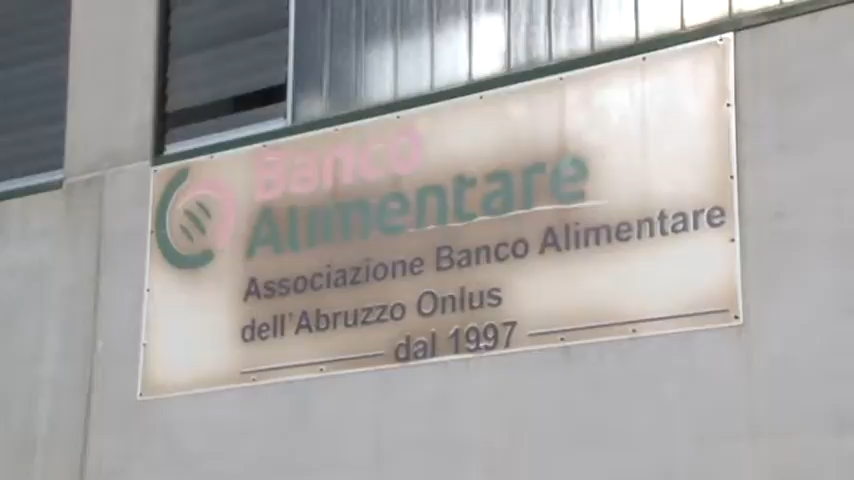 Banco
Alimentare
Associazione Banco Alimentare
dell'Abruzzo Onlus
dal 1997